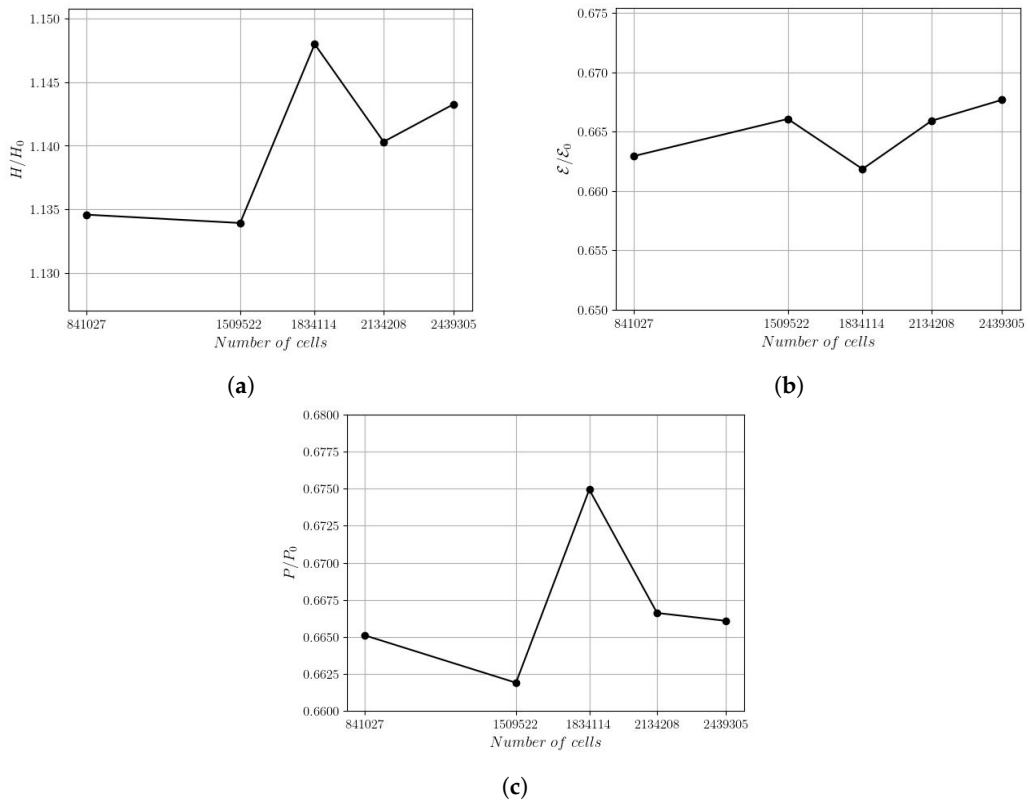 1.150
1.145
1.140
1.135
1.130
H/H₀
841027 1509522 1834114 2134208 2439305
Number of cells
(a)
0.675
0.670
0.665
0.660
0.655
0.650
ℰ/ℰ₀
841027 1509522 1834114 2134208 2439305
Number of cells
(b)
0.6800
0.6775
0.6750
0.6725
0.6700
0.6675
0.6650
0.6625
0.6600
P/P₀
841027 1509522 1834114 2134208 2439305
Number of cells
(c)